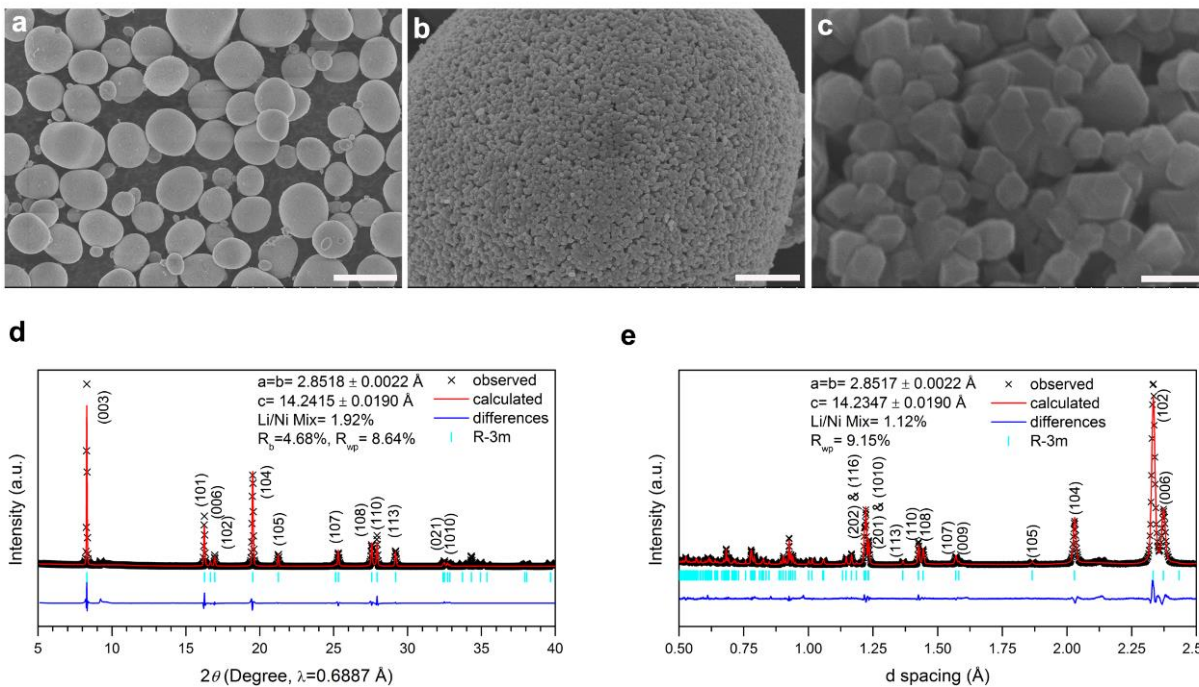 a
b
c
d
a=b= 2.8518 ± 0.0022 Å
c= 14.2415 ± 0.0190 Å
Li/Ni Mix= 1.92%
R_b=4.68%, R_wp = 8.64%
× observed
calculated
differences
R-3m
(003)
(101)
(006)
(102)
(104)
(105)
(107)
(108)
(110)
(113)
(021)
(1010)
Intensity (a.u.)
5 10 15 20 25 30 35 40
2θ (Degree, λ=0.6887 Å)
e
a=b= 2.8517 ± 0.0022 Å
c= 14.2347 ± 0.0190 Å
Li/Ni Mix= 1.12%
R_wp = 9.15%
× observed
calculated
differences
R-3m
(202) & (116)
(201) & (1010)
(113)
(110)
(108)
(107)
(009)
(105)
(104)
(102)
(006)
Intensity (a.u.)
0.50 0.75 1.00 1.25 1.50 1.75 2.00 2.25 2.5
d spacing (Å)